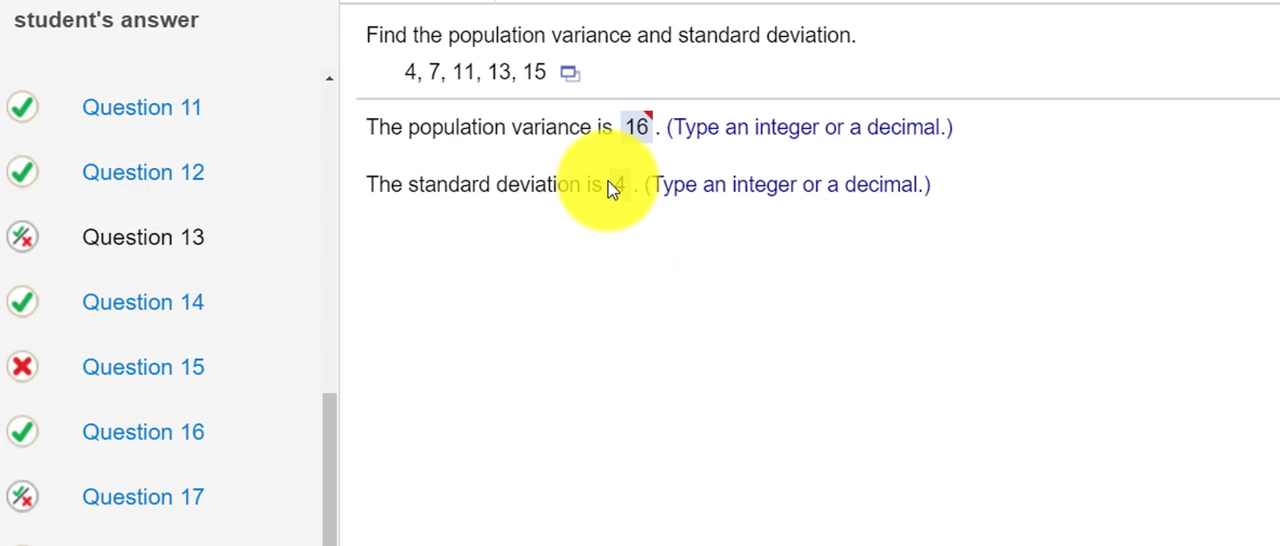 student's answer
Question 11
Question 12
Question 13
Question 14
Question 15
Question 16
Question 17
Find the population variance and standard deviation.
4, 7, 11, 13, 15
The population variance is 16. (Type an integer or a decimal.)
The standard deviation is 4. (Type an integer or a decimal.)